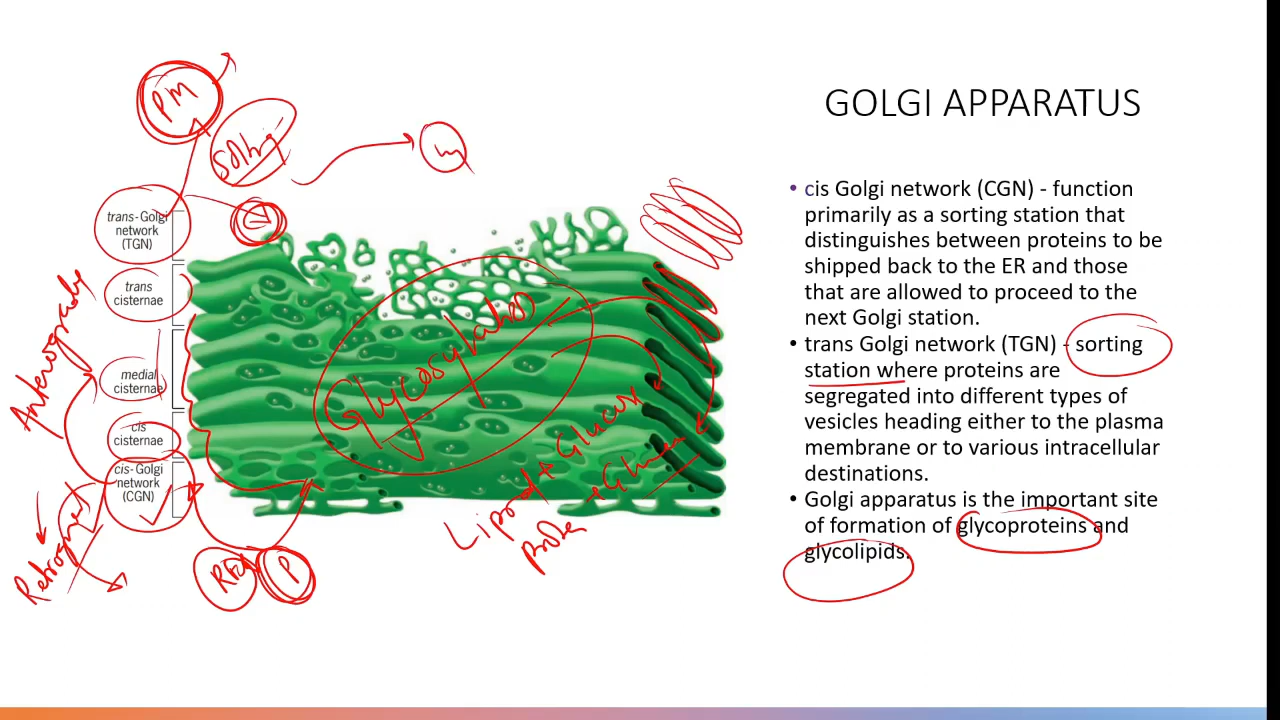 GOLGI APPARATUS
• cis Golgi network (CGN) - function
primarily as a sorting station that
distinguishes between proteins to be
shipped back to the ER and those
that are allowed to proceed to the
next Golgi station.
• trans Golgi network (TGN) - sorting
station where proteins are
segregated into different types of
vesicles heading either to the plasma
membrane or to various intracellular
destinations.
• Golgi apparatus is the important site
of formation of glycoproteins and
glycolipids.
PM
Sorting
trans-Golgi
network
(TGN)
trans
cisternae
medial
cisternae
cis
cisternae
cis-Golgi
network
(CGN)
Anterograde
Retrograde
P
Glycosylation